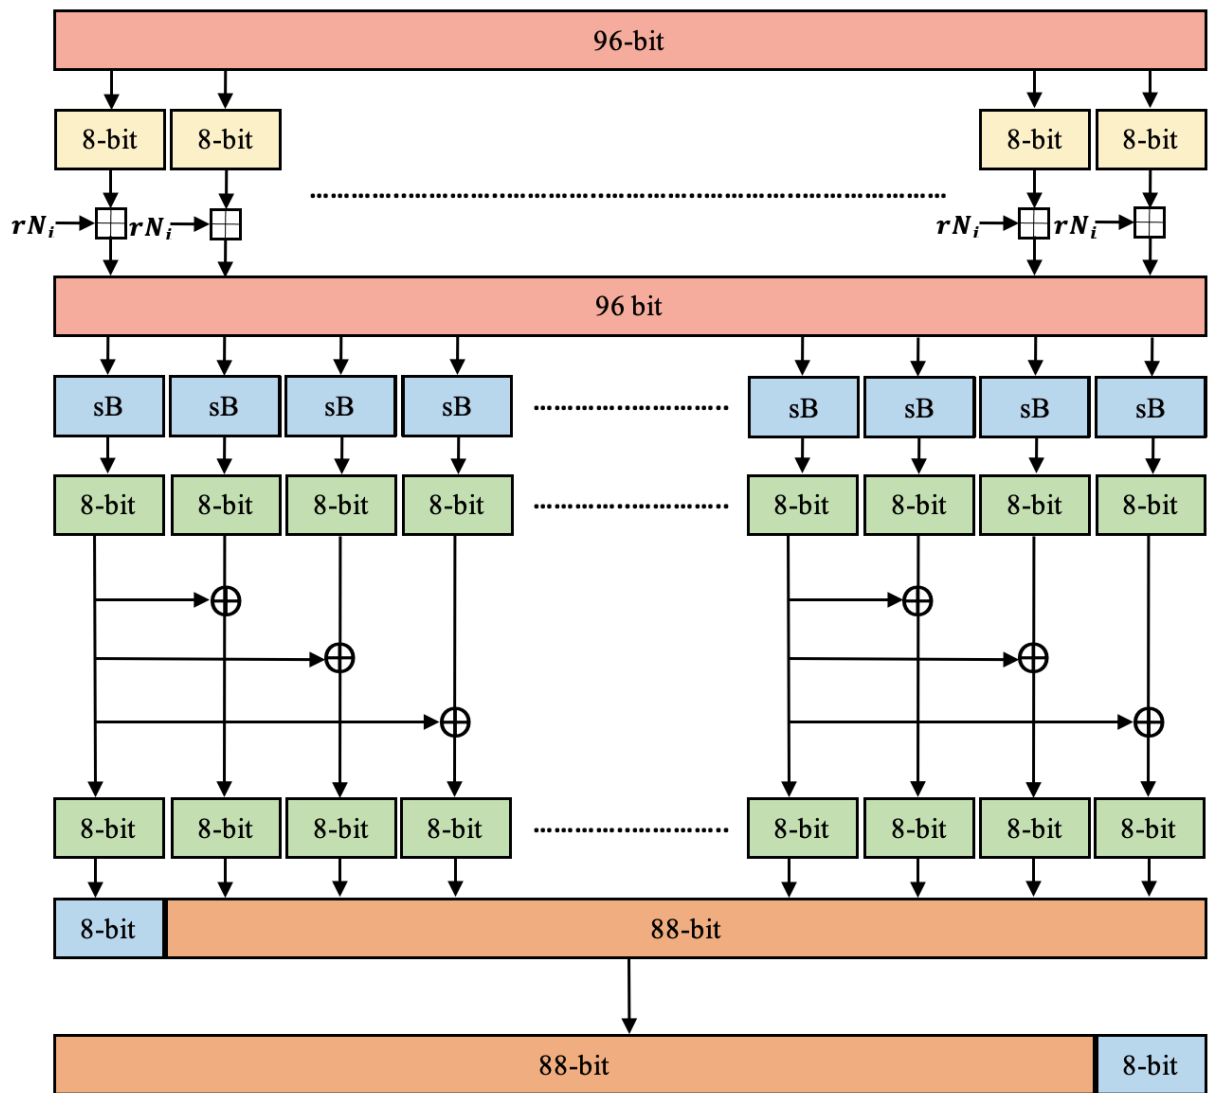 96-bit
8-bit 8-bit 8-bit 8-bit
rNᵢ rNᵢ rNᵢ rNᵢ
96 bit
sB sB sB sB sB sB sB sB
8-bit 8-bit 8-bit 8-bit 8-bit 8-bit 8-bit 8-bit
8-bit 8-bit 8-bit 8-bit 8-bit 8-bit 8-bit 8-bit
8-bit 88-bit
88-bit 8-bit